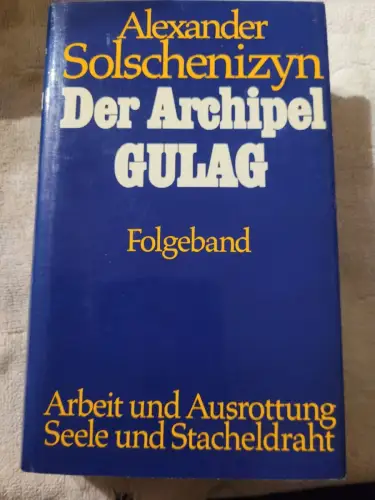 Alexander
Solschenizyn
Der Archipel
GULAG
Folgeband
Arbeit und Ausrottung
Seele und Stacheldraht